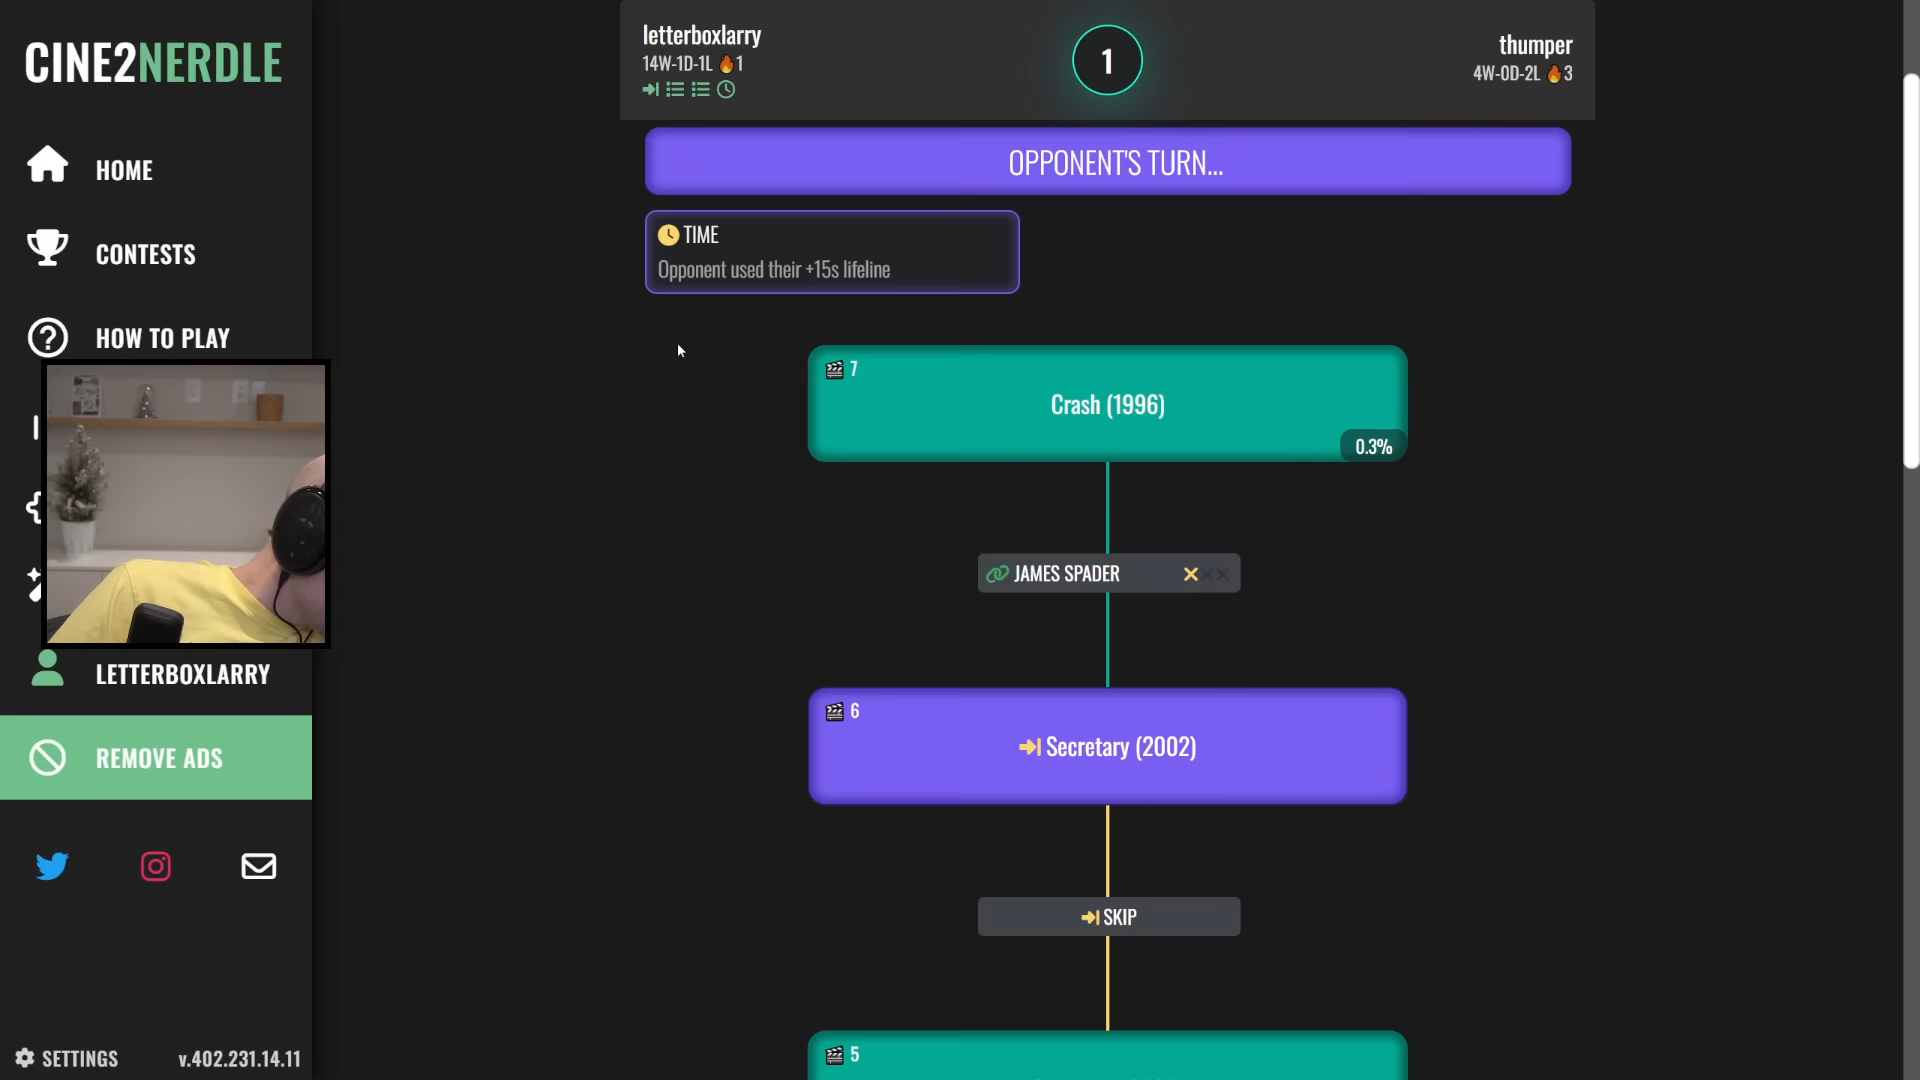 CINE2NERDLE
HOME
CONTESTS
HOW TO PLAY
LETTERBOXLARRY
REMOVE ADS
SETTINGS
v.402.231.14.11
letterboxlarry
14W-1D-1L 🔥1
1
thumper
4W-0D-2L 🔥3
OPPONENT'S TURN...
TIME
Opponent used their +15s lifeline
7
Crash (1996)
0.3%
JAMES SPADER
6
Secretary (2002)
SKIP
5